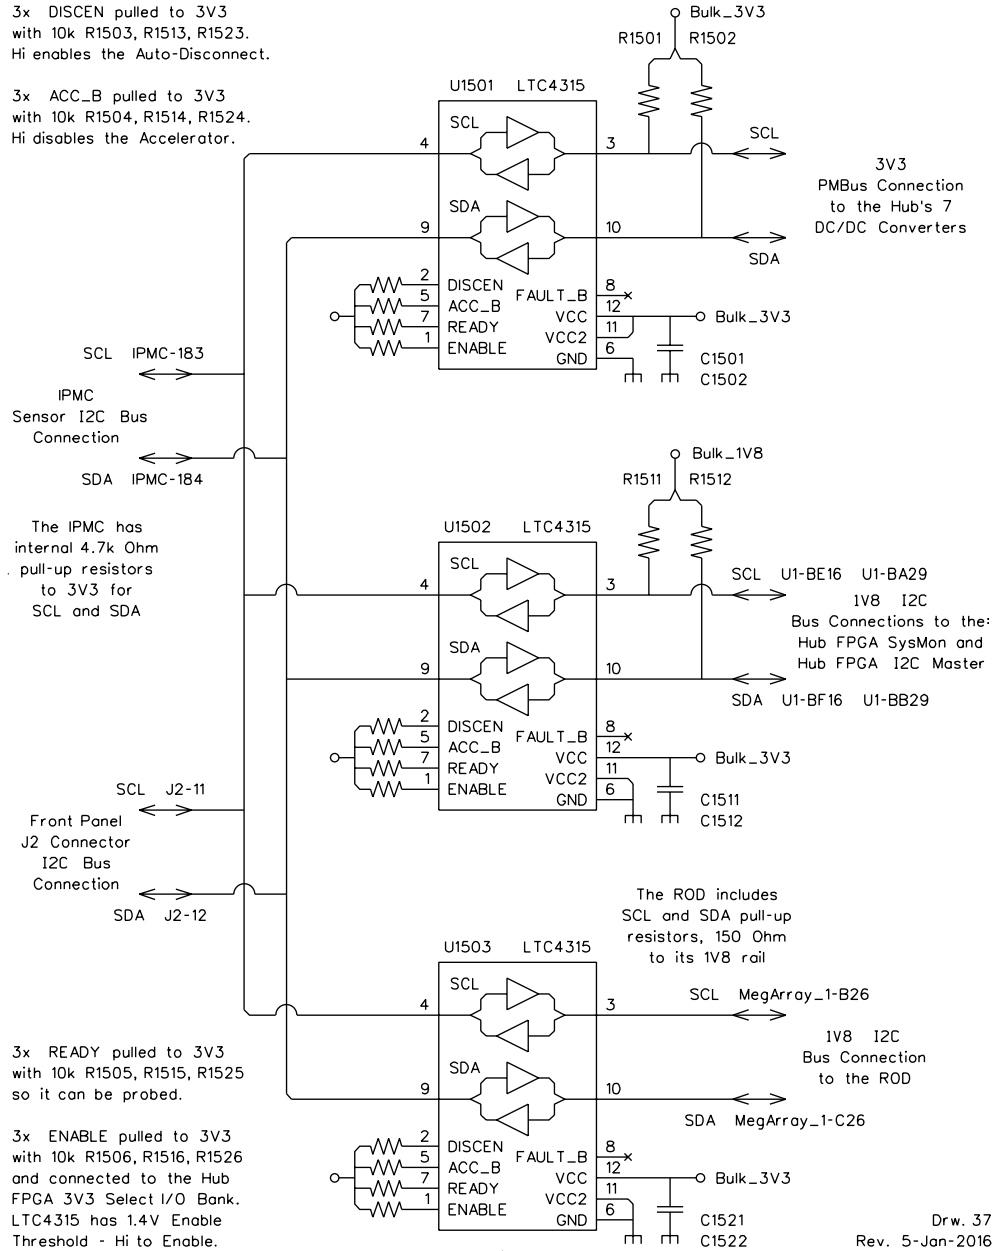 3x DISCEN pulled to 3V3
with 10k R1503, R1513, R1523.
Hi enables the Auto-Disconnect.
3x ACC_B pulled to 3V3
with 10k R1504, R1514, R1524.
Hi disables the Accelerator.
Bulk_3V3
R1501 R1502
U1501 LTC4315
SCL
4
3
SCL
3V3
PMBus Connection
to the Hub's 7
DC/DC Converters
SDA
9
10
SDA
2 DISCEN
5 ACC_B
7 READY
1 ENABLE
FAULT_B 8
VCC 12
VCC2 11
GND 6
Bulk_3V3
C1501
C1502
SCL IPMC-183
IPMC
Sensor I2C Bus
Connection
SDA IPMC-184
The IPMC has
internal 4.7k Ohm
pull-up resistors
to 3V3 for
SCL and SDA
Bulk_1V8
R1511 R1512
U1502 LTC4315
SCL
4
3
SCL U1-BE16 U1-BA29
1V8 I2C
Bus Connections to the:
Hub FPGA SysMon and
Hub FPGA I2C Master
SDA
9
10
SDA U1-BF16 U1-BB29
2 DISCEN
5 ACC_B
7 READY
1 ENABLE
FAULT_B 8
VCC 12
VCC2 11
GND 6
Bulk_3V3
C1511
C1512
SCL J2-11
Front Panel
J2 Connector
I2C Bus
Connection
SDA J2-12
The ROD includes
SCL and SDA pull-up
resistors, 150 Ohm
to its 1V8 rail
U1503 LTC4315
SCL
4
3
SCL MegArray_1-B26
1V8 I2C
Bus Connection
to the ROD
SDA
9
10
SDA MegArray_1-C26
2 DISCEN
5 ACC_B
7 READY
1 ENABLE
FAULT_B 8
VCC 12
VCC2 11
GND 6
Bulk_3V3
C1521
C1522
3x READY pulled to 3V3
with 10k R1505, R1515, R1525
so it can be probed.
3x ENABLE pulled to 3V3
with 10k R1506, R1516, R1526
and connected to the Hub
FPGA 3V3 Select I/O Bank.
LTC4315 has 1.4V Enable
Threshold - Hi to Enable.
Drw. 37
Rev. 5-Jan-2016